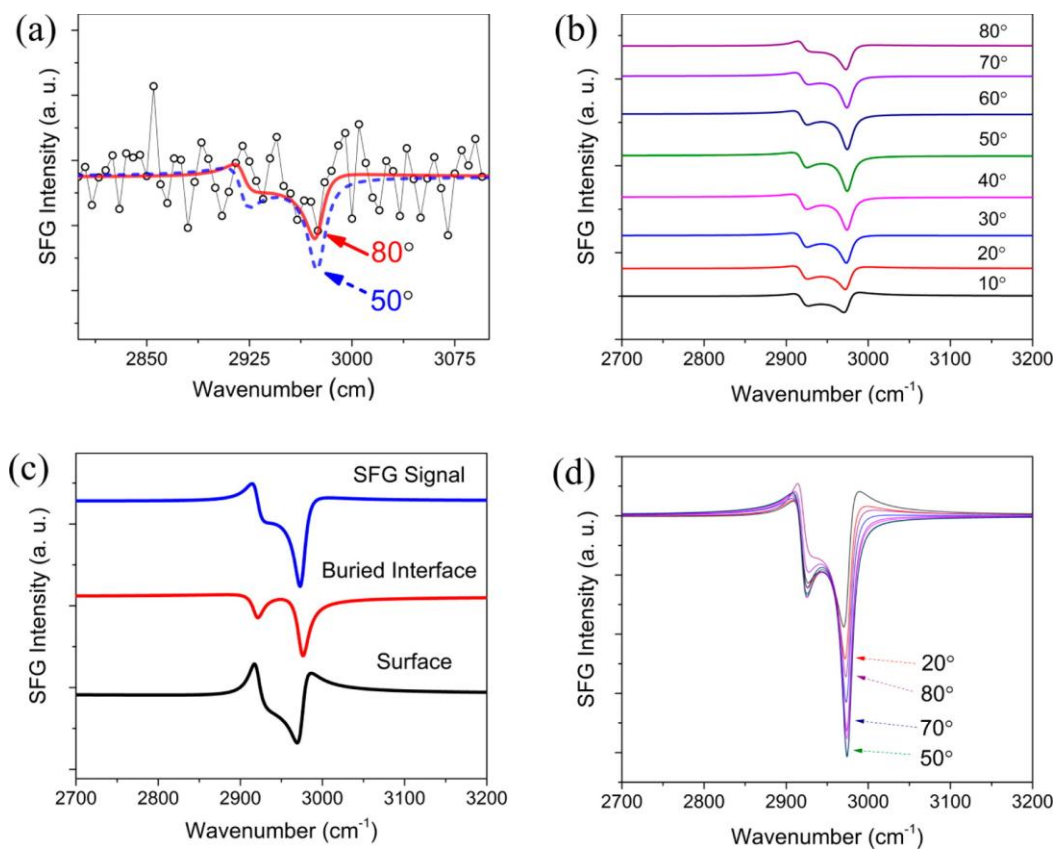 (a)
SFG Intensity (a. u.)
80°
50°
2850 2925 3000 3075
Wavenumber (cm)
(b)
SFG Intensity (a. u.)
80°
70°
60°
50°
40°
30°
20°
10°
2700 2800 2900 3000 3100 3200
Wavenumber (cm⁻¹)
(c)
SFG Intensity (a. u.)
SFG Signal
Buried Interface
Surface
2700 2800 2900 3000 3100 3200
Wavenumber (cm⁻¹)
(d)
SFG Intensity (a. u.)
20°
80°
70°
50°
2700 2800 2900 3000 3100 3200
Wavenumber (cm⁻¹)